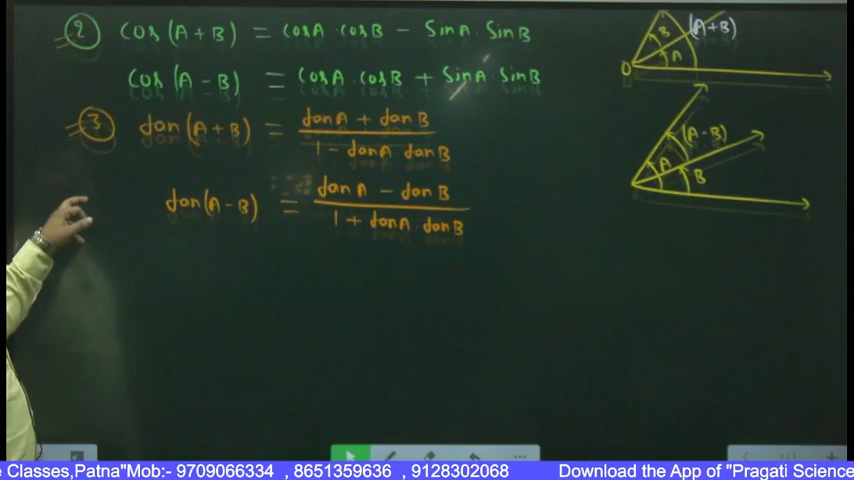 2 cos (A + B) = cosA . cosB - SinA . SinB
cos (A - B) = cosA . cosB + SinA . SinB
3 tan (A + B) = tanA + tanB / 1 - tanA tanB
tan (A - B) = tanA - tanB / 1 + tanA . tanB
B (A+B)
A
O
(A-B)
A
B
e Classes,Patna"Mob:- 9709066334 , 8651359636 , 9128302068 Download the App of "Pragati Science